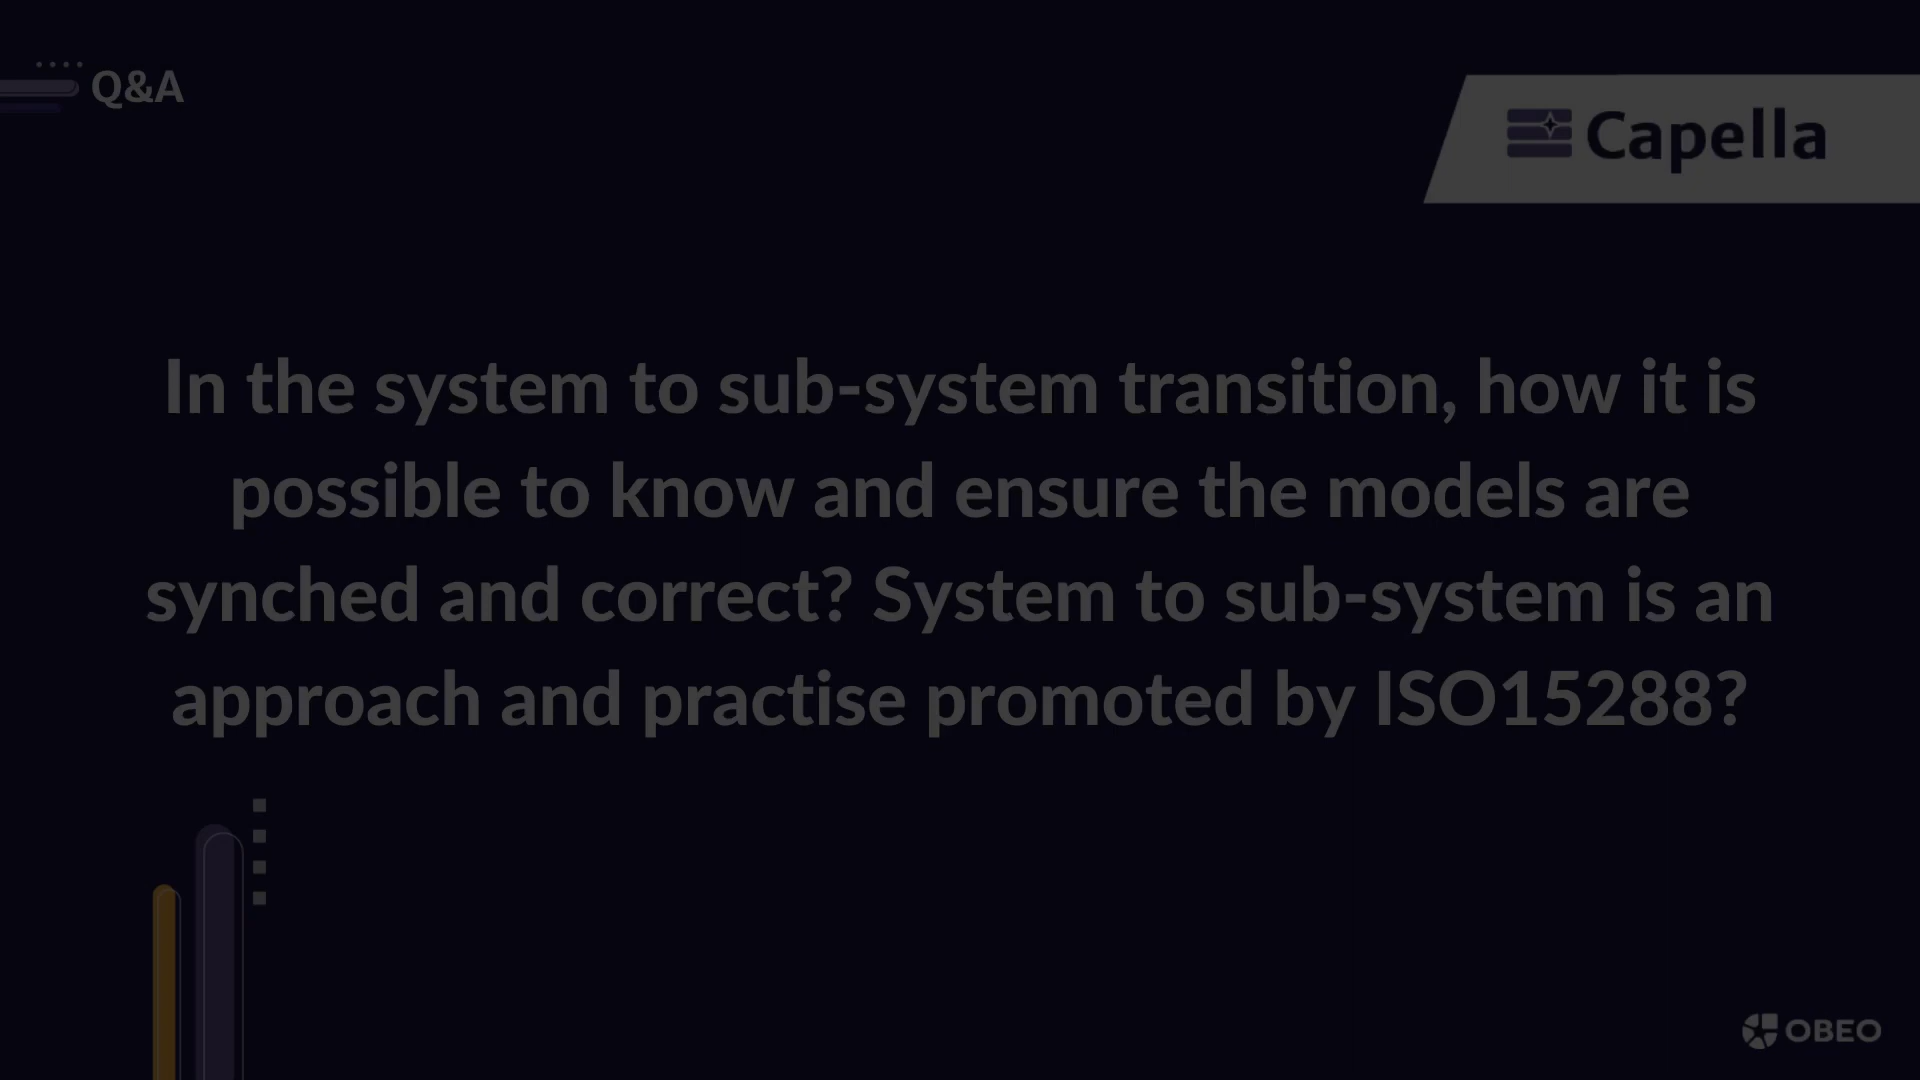 Q&A
Capella
In the system to sub-system transition, how it is
possible to know and ensure the models are
synched and correct? System to sub-system is an
approach and practise promoted by ISO15288?
OBEO